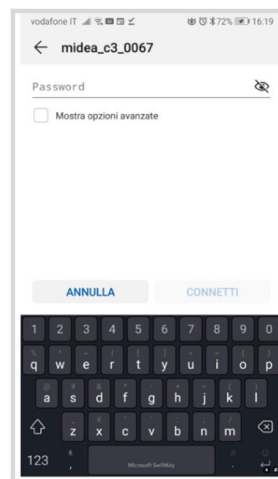 vodafone IT 72% 16:19
midea_c3_0067
Password
Mostra opzioni avanzate
ANNULLA CONNETTI
1 2 3 4 5 6 7 8 9 0
q w e r t y u i o p
a s d f g h j k l
z x c v b n m
123 , Microsoft SwiftKey .